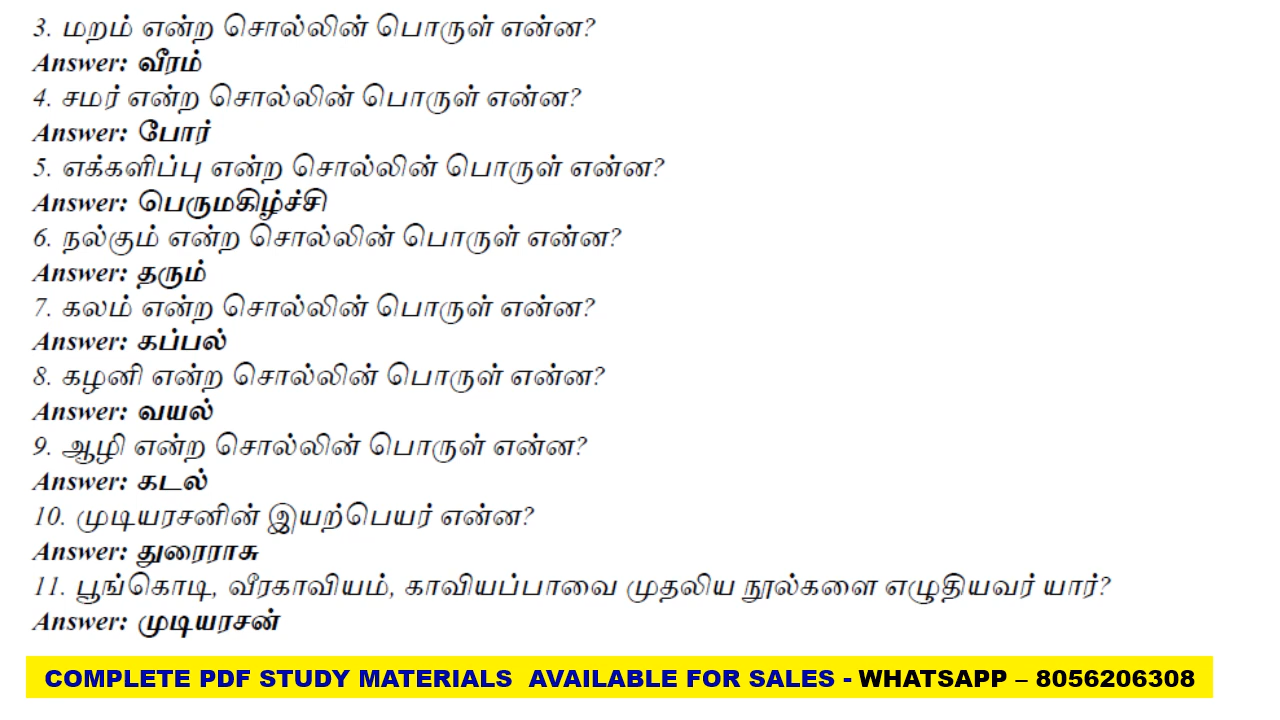 3. மறம் என்ற சொல்லின் பொருள் என்ன?
Answer: வீரம்
4. சமர் என்ற சொல்லின் பொருள் என்ன?
Answer: போர்
5. எக்களிப்பு என்ற சொல்லின் பொருள் என்ன?
Answer: பெருமகிழ்ச்சி
6. நல்கும் என்ற சொல்லின் பொருள் என்ன?
Answer: தரும்
7. கலம் என்ற சொல்லின் பொருள் என்ன?
Answer: கப்பல்
8. கழனி என்ற சொல்லின் பொருள் என்ன?
Answer: வயல்
9. ஆழி என்ற சொல்லின் பொருள் என்ன?
Answer: கடல்
10. முடியரசனின் இயற்பெயர் என்ன?
Answer: துரைராசு
11. பூங்கொடி, வீரகாவியம், காவியப்பாவை முதலிய நூல்களை எழுதியவர் யார்?
Answer: முடியரசன்
COMPLETE PDF STUDY MATERIALS AVAILABLE FOR SALES - WHATSAPP – 8056206308